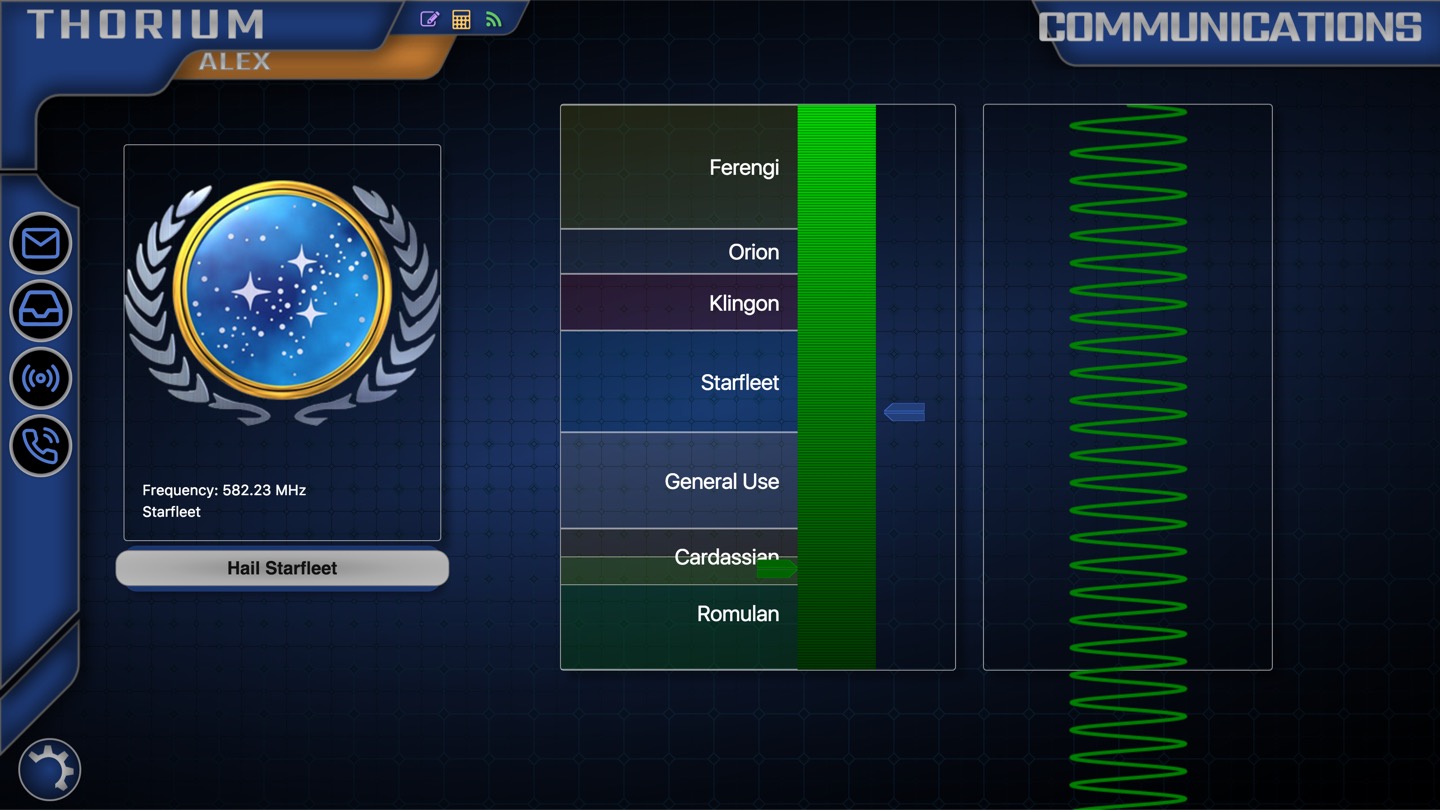 THORIUM
ALEX
COMMUNICATIONS
Frequency: 582.23 MHz
Starfleet
Hail Starfleet
Ferengi
Orion
Klingon
Starfleet
General Use
Cardassian
Romulan